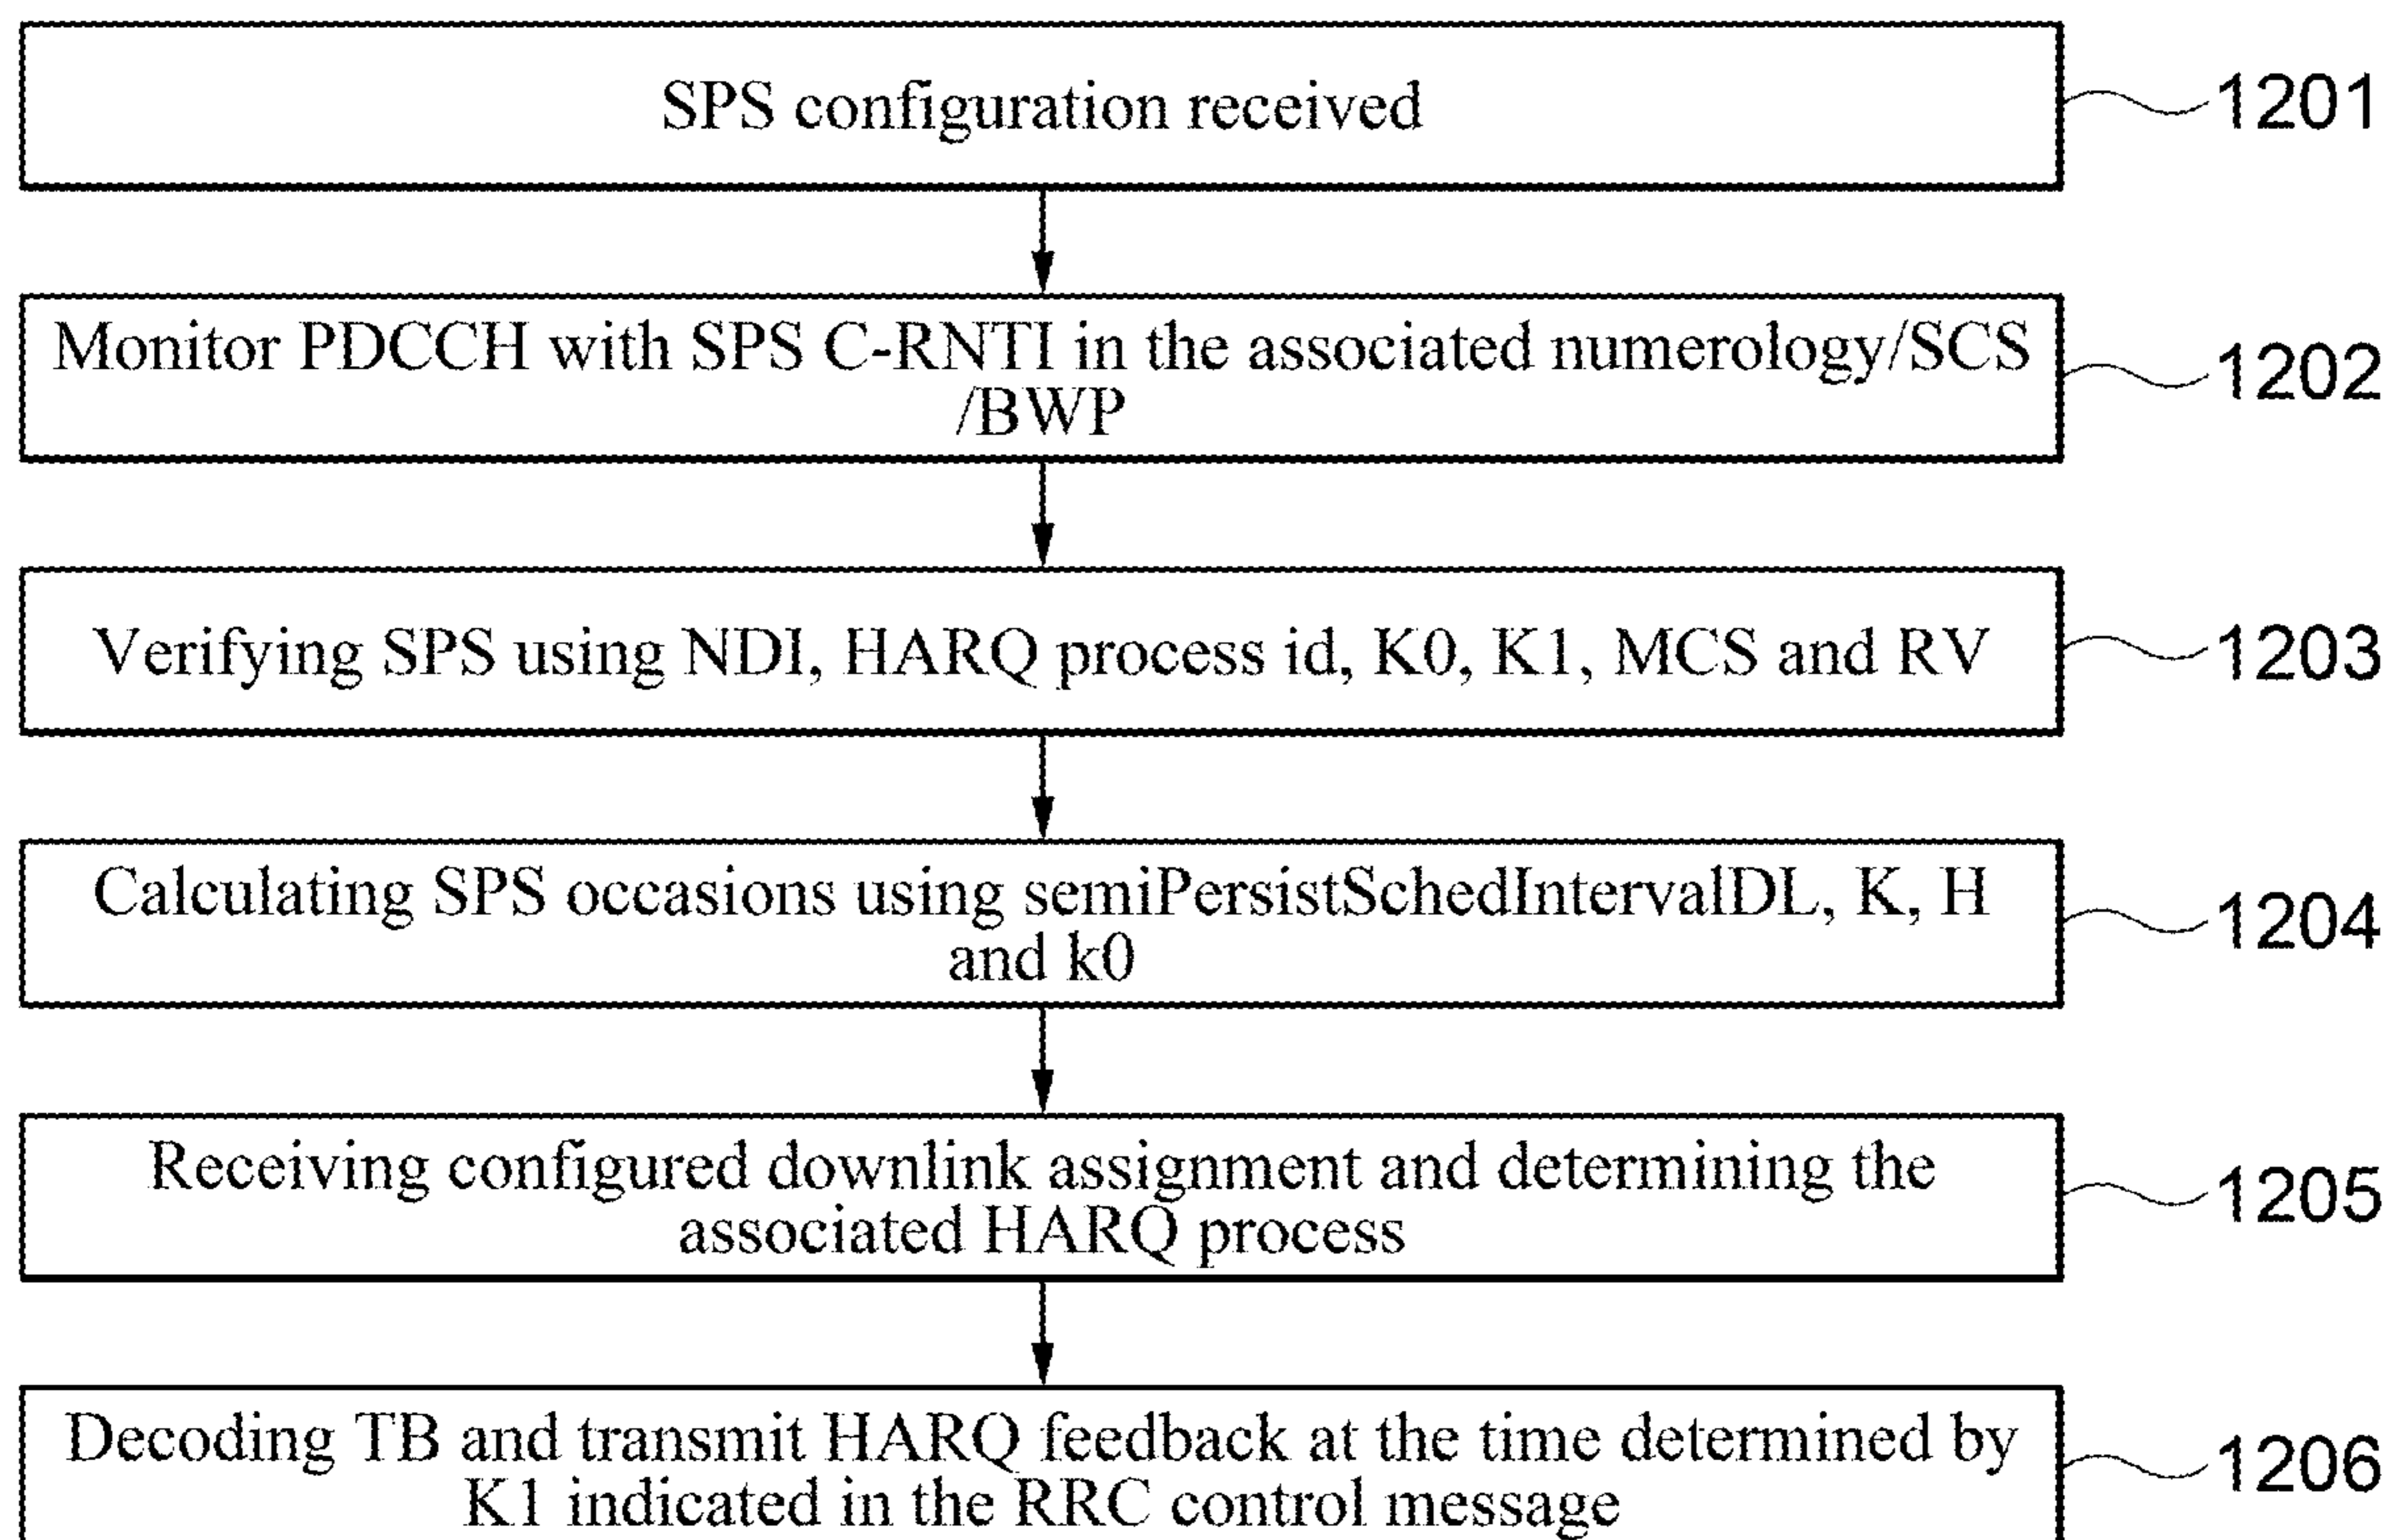 SPS configuration received
1201
Monitor PDCCH with SPS C-RNTI in the associated numerology/SCS
/BWP
1202
Verifying SPS using NDI, HARQ process id, K0, K1, MCS and RV
1203
Calculating SPS occasions using semiPersistSchedIntervalDL, K, H
and k0
1204
Receiving configured downlink assignment and determining the
associated HARQ process
1205
Decoding TB and transmit HARQ feedback at the time determined by
K1 indicated in the RRC control message
1206